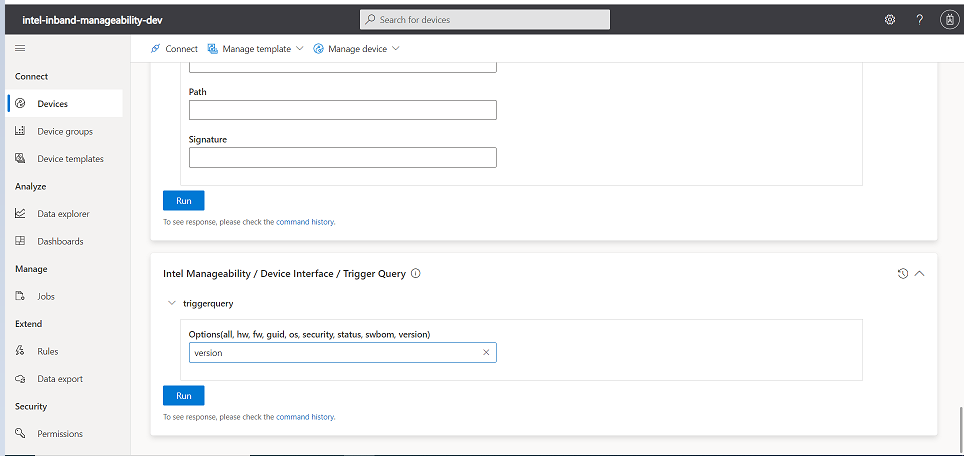 intel-inband-manageability-dev
Search for devices
?
Connect
Manage template
Manage device
Connect
Devices
Device groups
Device templates
Analyze
Data explorer
Dashboards
Manage
Jobs
Extend
Rules
Data export
Security
Permissions
Path
Signature
Run
To see response, please check the command history.
Intel Manageability / Device Interface / Trigger Query
triggerquery
Options(all, hw, fw, guid, os, security, status, swbom, version)
version
Run
To see response, please check the command history.